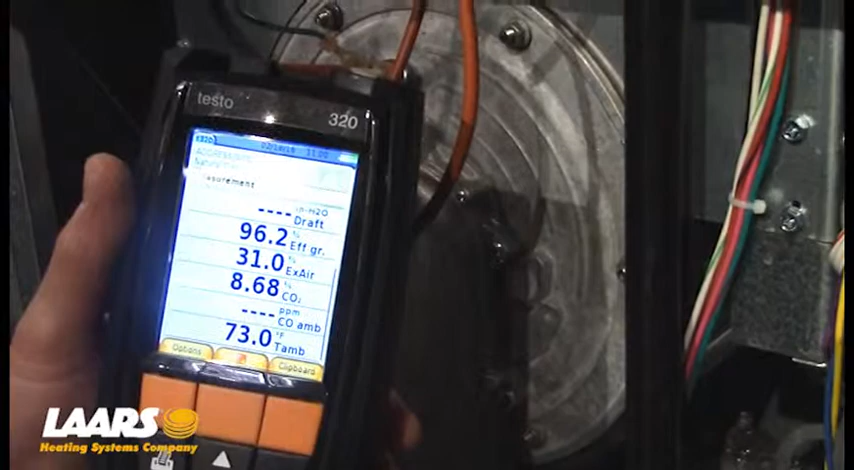 testo
320
Measurement
---- in-H2O
Draft
96.2 %
Eff gr.
31.0 %
ExAir
8.68 %
CO₂
---- ppm
CO amb
73.0 °F
Tamb
Options
Clipboard
LAARS
Heating Systems Company